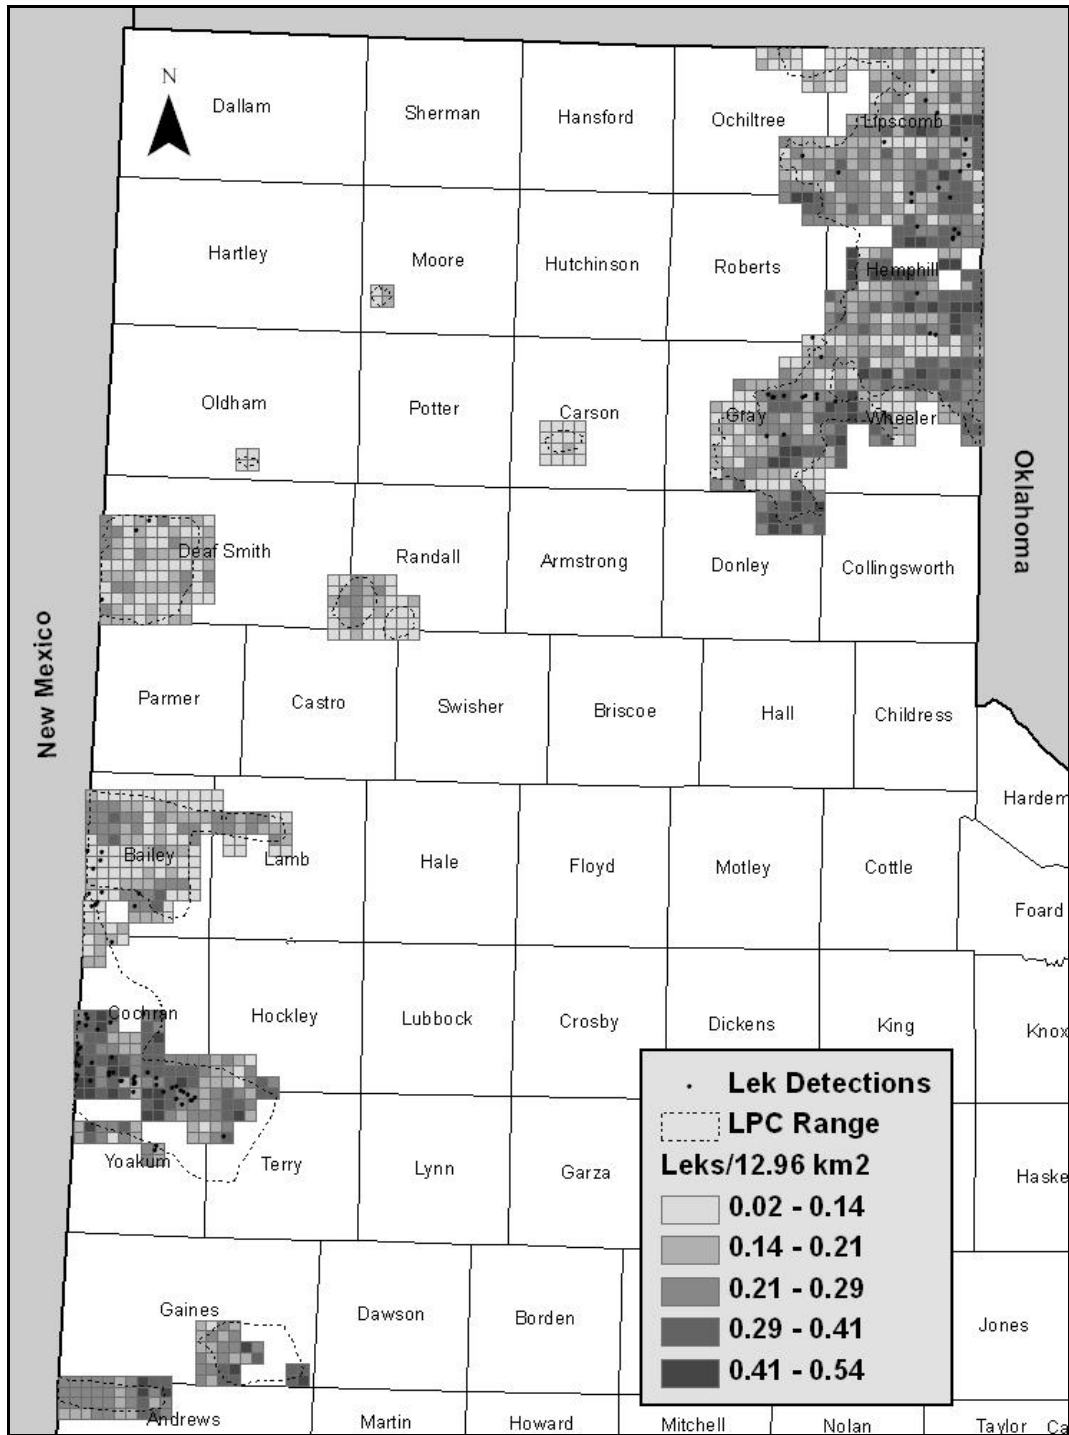 N
Dallam
Sherman
Hansford
Ochiltree
Lipscomb
Hartley
Moore
Hutchinson
Roberts
Hemphill
Oldham
Potter
Carson
Gray
Wheeler
Oklahoma
Deaf Smith
Randall
Armstrong
Donley
Collingsworth
New Mexico
Parmer
Castro
Swisher
Briscoe
Hall
Childress
Hardem
Bailey
Lamb
Hale
Floyd
Motley
Cottle
Foard
Cochran
Hockley
Lubbock
Crosby
Dickens
King
Knox
Lek Detections
LPC Range
Leks/12.96 km2
0.02 - 0.14
0.14 - 0.21
0.21 - 0.29
0.29 - 0.41
0.41 - 0.54
Yoakum
Terry
Lynn
Garza
Haske
Gaines
Dawson
Borden
Jones
Andrews
Martin
Howard
Mitchell
Nolan
Taylor
Ca